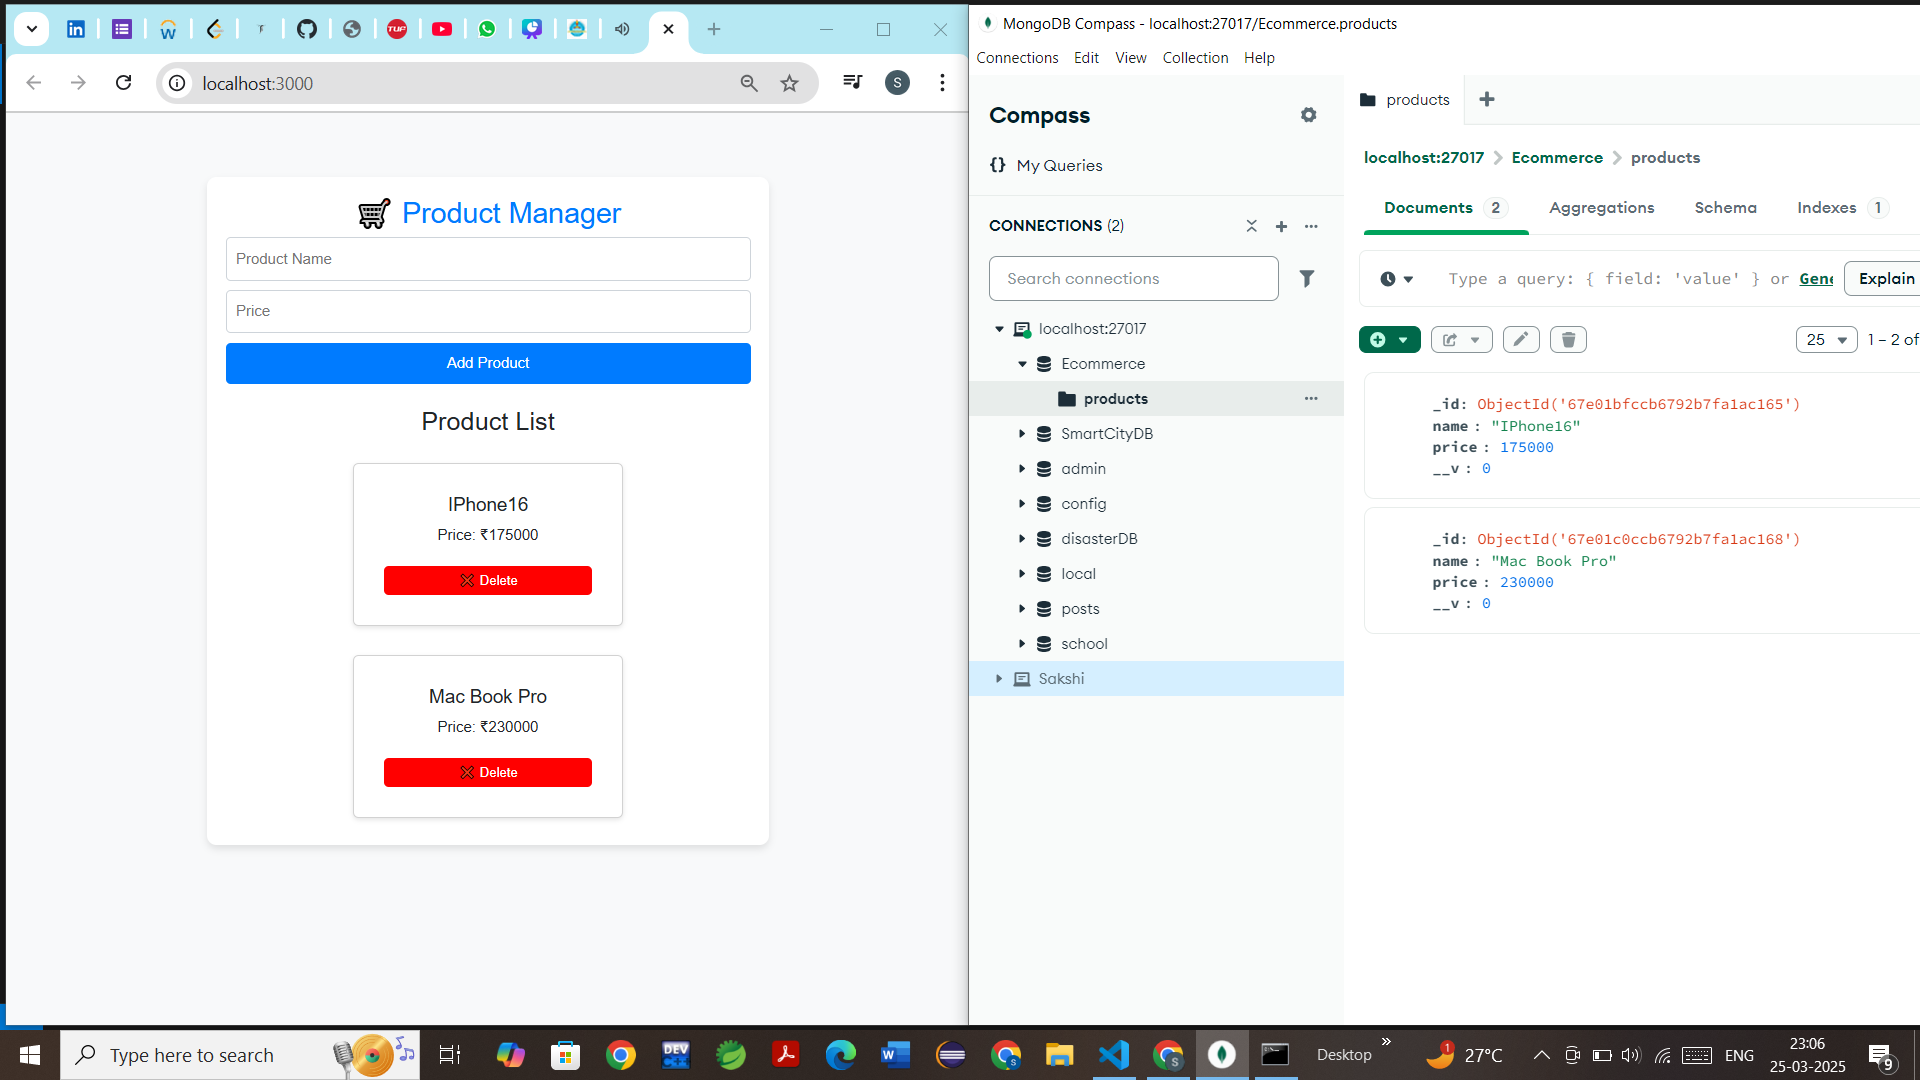 localhost:3000
S
Product Manager
Product Name
Price
Add Product
Product List
IPhone16
Price: ₹175000
Delete
Mac Book Pro
Price: ₹230000
Delete
MongoDB Compass - localhost:27017/Ecommerce.products
Connections Edit View Collection Help
Compass
{} My Queries
CONNECTIONS (2)
Search connections
localhost:27017
Ecommerce
products
SmartCityDB
admin
config
disasterDB
local
posts
school
Sakshi
products
localhost:27017 > Ecommerce > products
Documents 2 Aggregations Schema Indexes 1
Type a query: { field: 'value' } or Gene Explain
25 1 – 2 of
_id: ObjectId('67e01bfccb6792b7fa1ac165')
name : "IPhone16"
price : 175000
__v : 0
_id: ObjectId('67e01c0ccb6792b7fa1ac168')
name : "Mac Book Pro"
price : 230000
__v : 0
Type here to search
DEV
C++
W
Desktop
1
27°C
ENG
23:06
25-03-2025
9